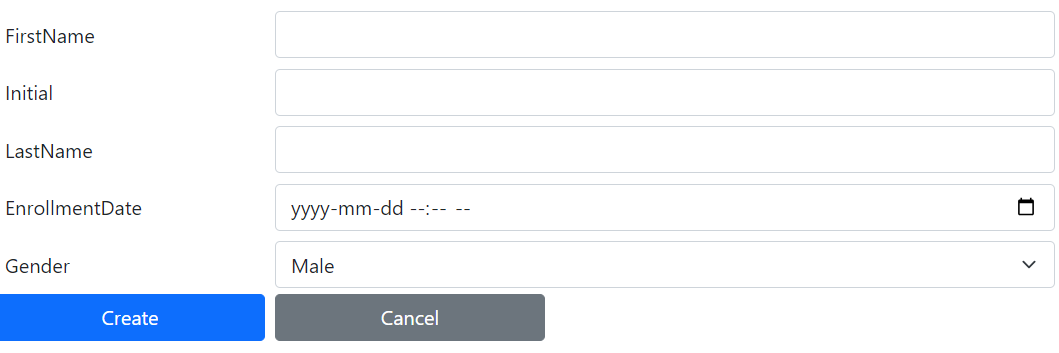 FirstName
Initial
LastName
EnrollmentDate yyyy-mm-dd --:-- --
Gender Male
Create Cancel